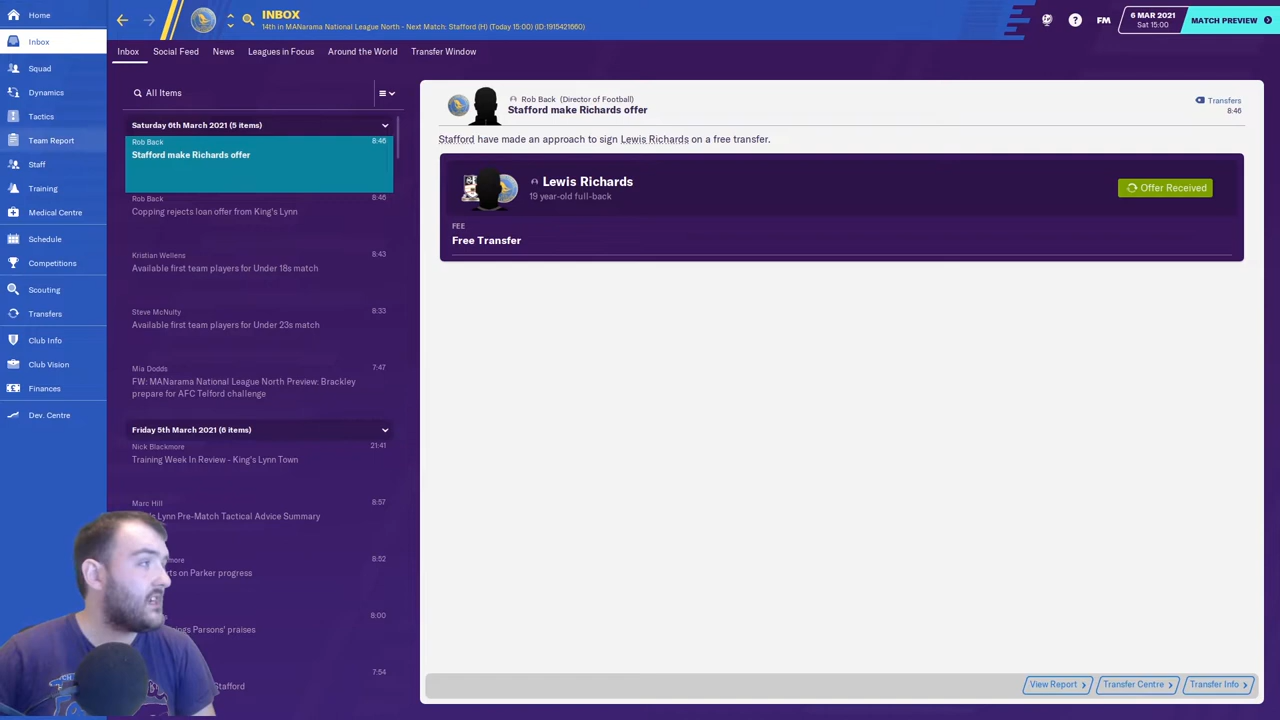 Home
Inbox
Squad
Dynamics
Tactics
Team Report
Staff
Training
Medical Centre
Schedule
Competitions
Scouting
Transfers
Club Info
Club Vision
Finances
Dev. Centre
INBOX
14th in MANarama National League North - Next Match: Stafford (H) (Today 15:00) (ID:1915421660)
?
FM
6 MAR 2021
Sat 15:00
MATCH PREVIEW
Inbox Social Feed News Leagues in Focus Around the World Transfer Window
All Items
Saturday 6th March 2021 (5 items)
Rob Back 8:46
Stafford make Richards offer
Rob Back 8:46
Copping rejects loan offer from King's Lynn
Kristian Wellens 8:43
Available first team players for Under 18s match
Steve McNulty 8:33
Available first team players for Under 23s match
Mia Dodds 7:47
FW: MANarama National League North Preview: Brackley
prepare for AFC Telford challenge
Friday 5th March 2021 (6 items)
Nick Blackmore 21:41
Training Week In Review - King's Lynn Town
Marc Hill 8:57
Lynn Pre-Match Tactical Advice Summary
8:52
on Parker progress
8:00
Parsons' praises
7:54
Stafford
Rob Back (Director of Football)
Stafford make Richards offer
Transfers
8:46
Stafford have made an approach to sign Lewis Richards on a free transfer.
Lewis Richards
19 year-old full-back
Offer Received
FEE
Free Transfer
View Report
Transfer Centre
Transfer Info